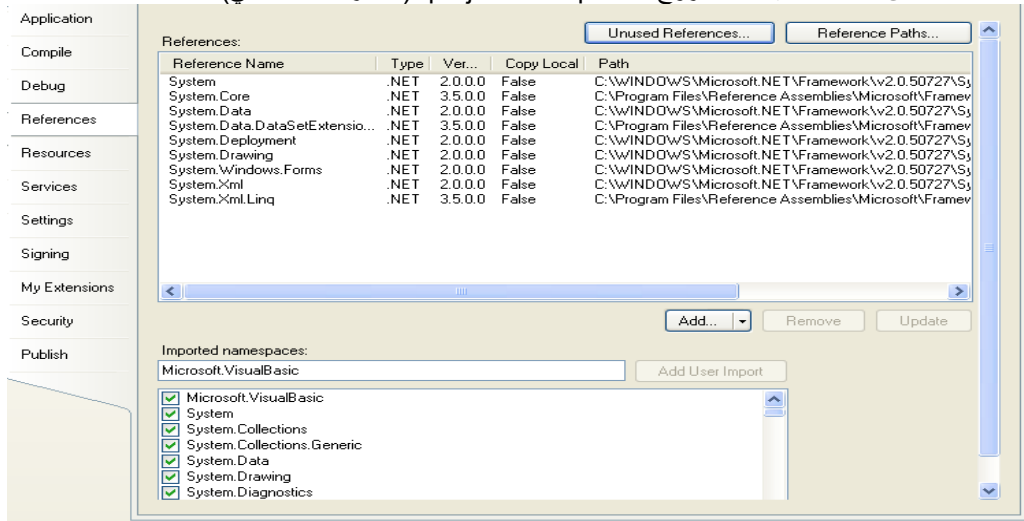 Application
Compile
Debug
References
Resources
Services
Settings
Signing
My Extensions
Security
Publish
References:
Unused References...
Reference Paths...
Reference Name Type Ver... Copy Local Path
System .NET 2.0.0.0 False C:\WINDOWS\Microsoft.NET\Framework\v2.0.50727\Sy
System.Core .NET 3.5.0.0 False C:\Program Files\Reference Assemblies\Microsoft\Framew
System.Data .NET 2.0.0.0 False C:\WINDOWS\Microsoft.NET\Framework\v2.0.50727\Sy
System.Data.DataSetExtensio... .NET 3.5.0.0 False C:\Program Files\Reference Assemblies\Microsoft\Framew
System.Deployment .NET 2.0.0.0 False C:\WINDOWS\Microsoft.NET\Framework\v2.0.50727\Sy
System.Drawing .NET 2.0.0.0 False C:\WINDOWS\Microsoft.NET\Framework\v2.0.50727\Sy
System.Windows.Forms .NET 2.0.0.0 False C:\WINDOWS\Microsoft.NET\Framework\v2.0.50727\Sy
System.Xml .NET 2.0.0.0 False C:\WINDOWS\Microsoft.NET\Framework\v2.0.50727\Sy
System.Xml.Linq .NET 3.5.0.0 False C:\Program Files\Reference Assemblies\Microsoft\Framew
Add...
Remove
Update
Imported namespaces:
Microsoft.VisualBasic
Add User Import
Microsoft.VisualBasic
System
System.Collections
System.Collections.Generic
System.Data
System.Drawing
System.Diagnostics